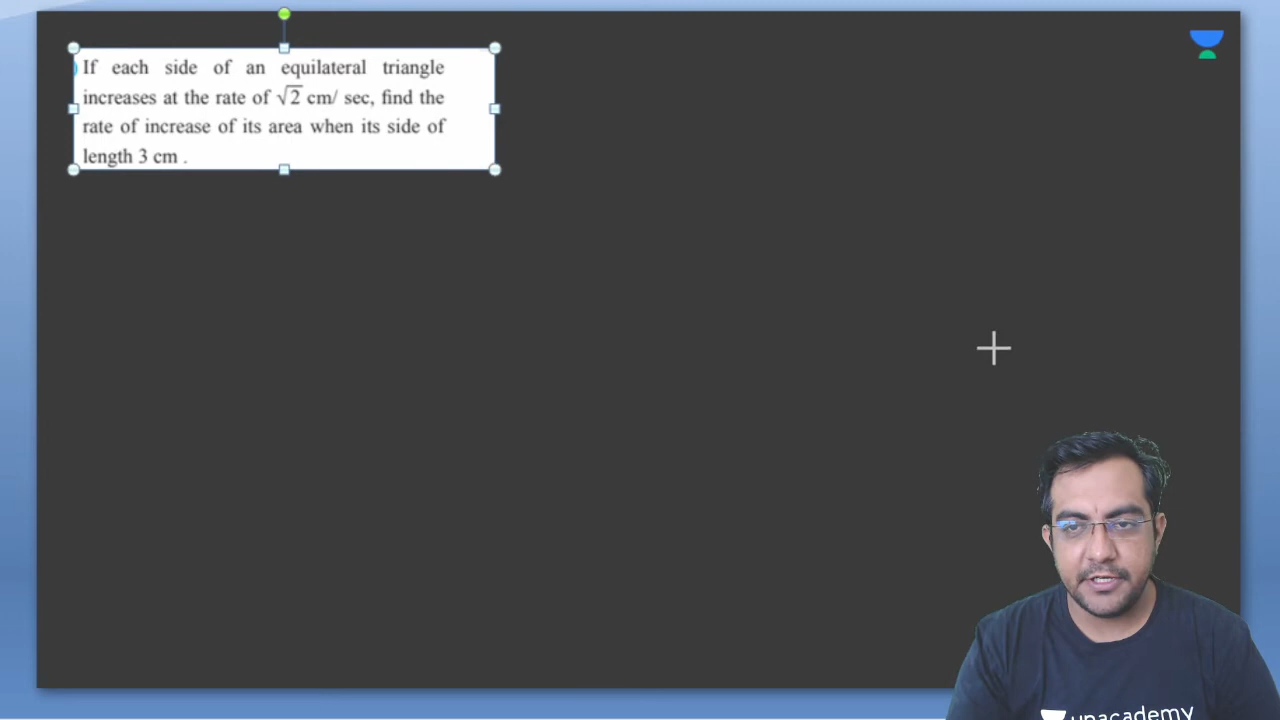 If each side of an equilateral triangle
increases at the rate of √2 cm/ sec, find the
rate of increase of its area when its side of
length 3 cm .
unacademy